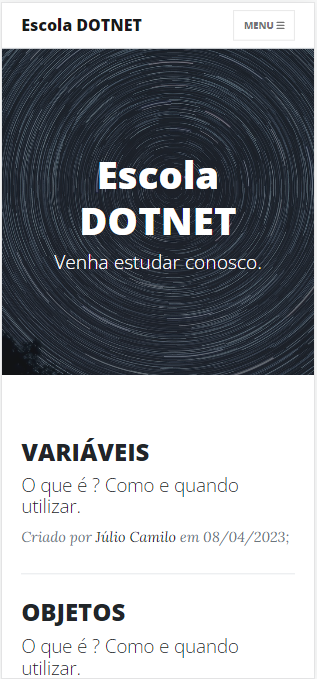 Escola DOTNET
MENU ☰
Escola
DOTNET
Venha estudar conosco.
VARIÁVEIS
O que é ? Como e quando
utilizar.
Criado por Júlio Camilo em 08/04/2023;
OBJETOS
O que é ? Como e quando
utilizar.